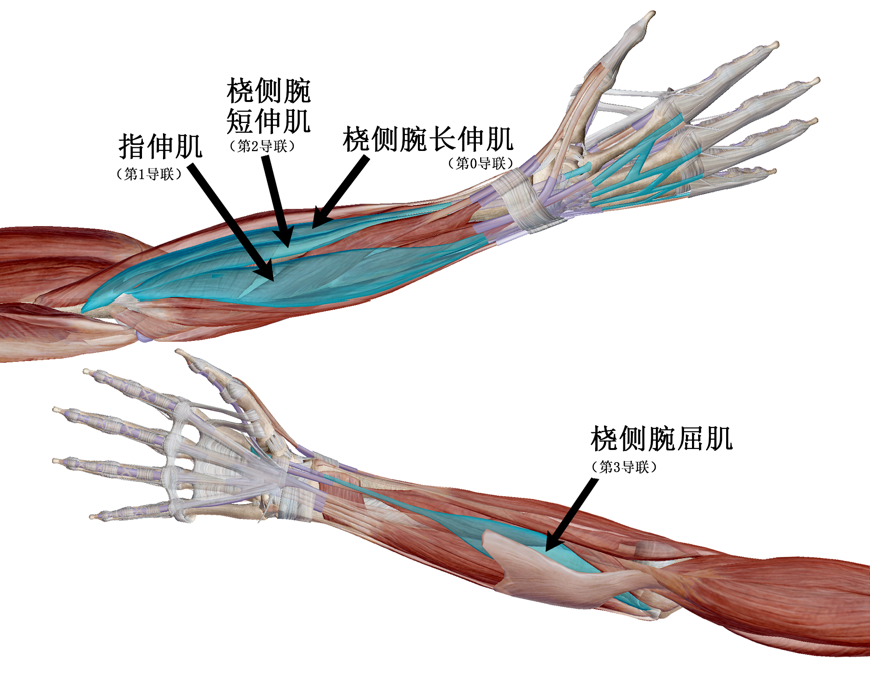 桡侧腕
短伸肌
(第2导联)
指伸肌
(第1导联)
桡侧腕长伸肌
(第0导联)
桡侧腕屈肌
(第3导联)